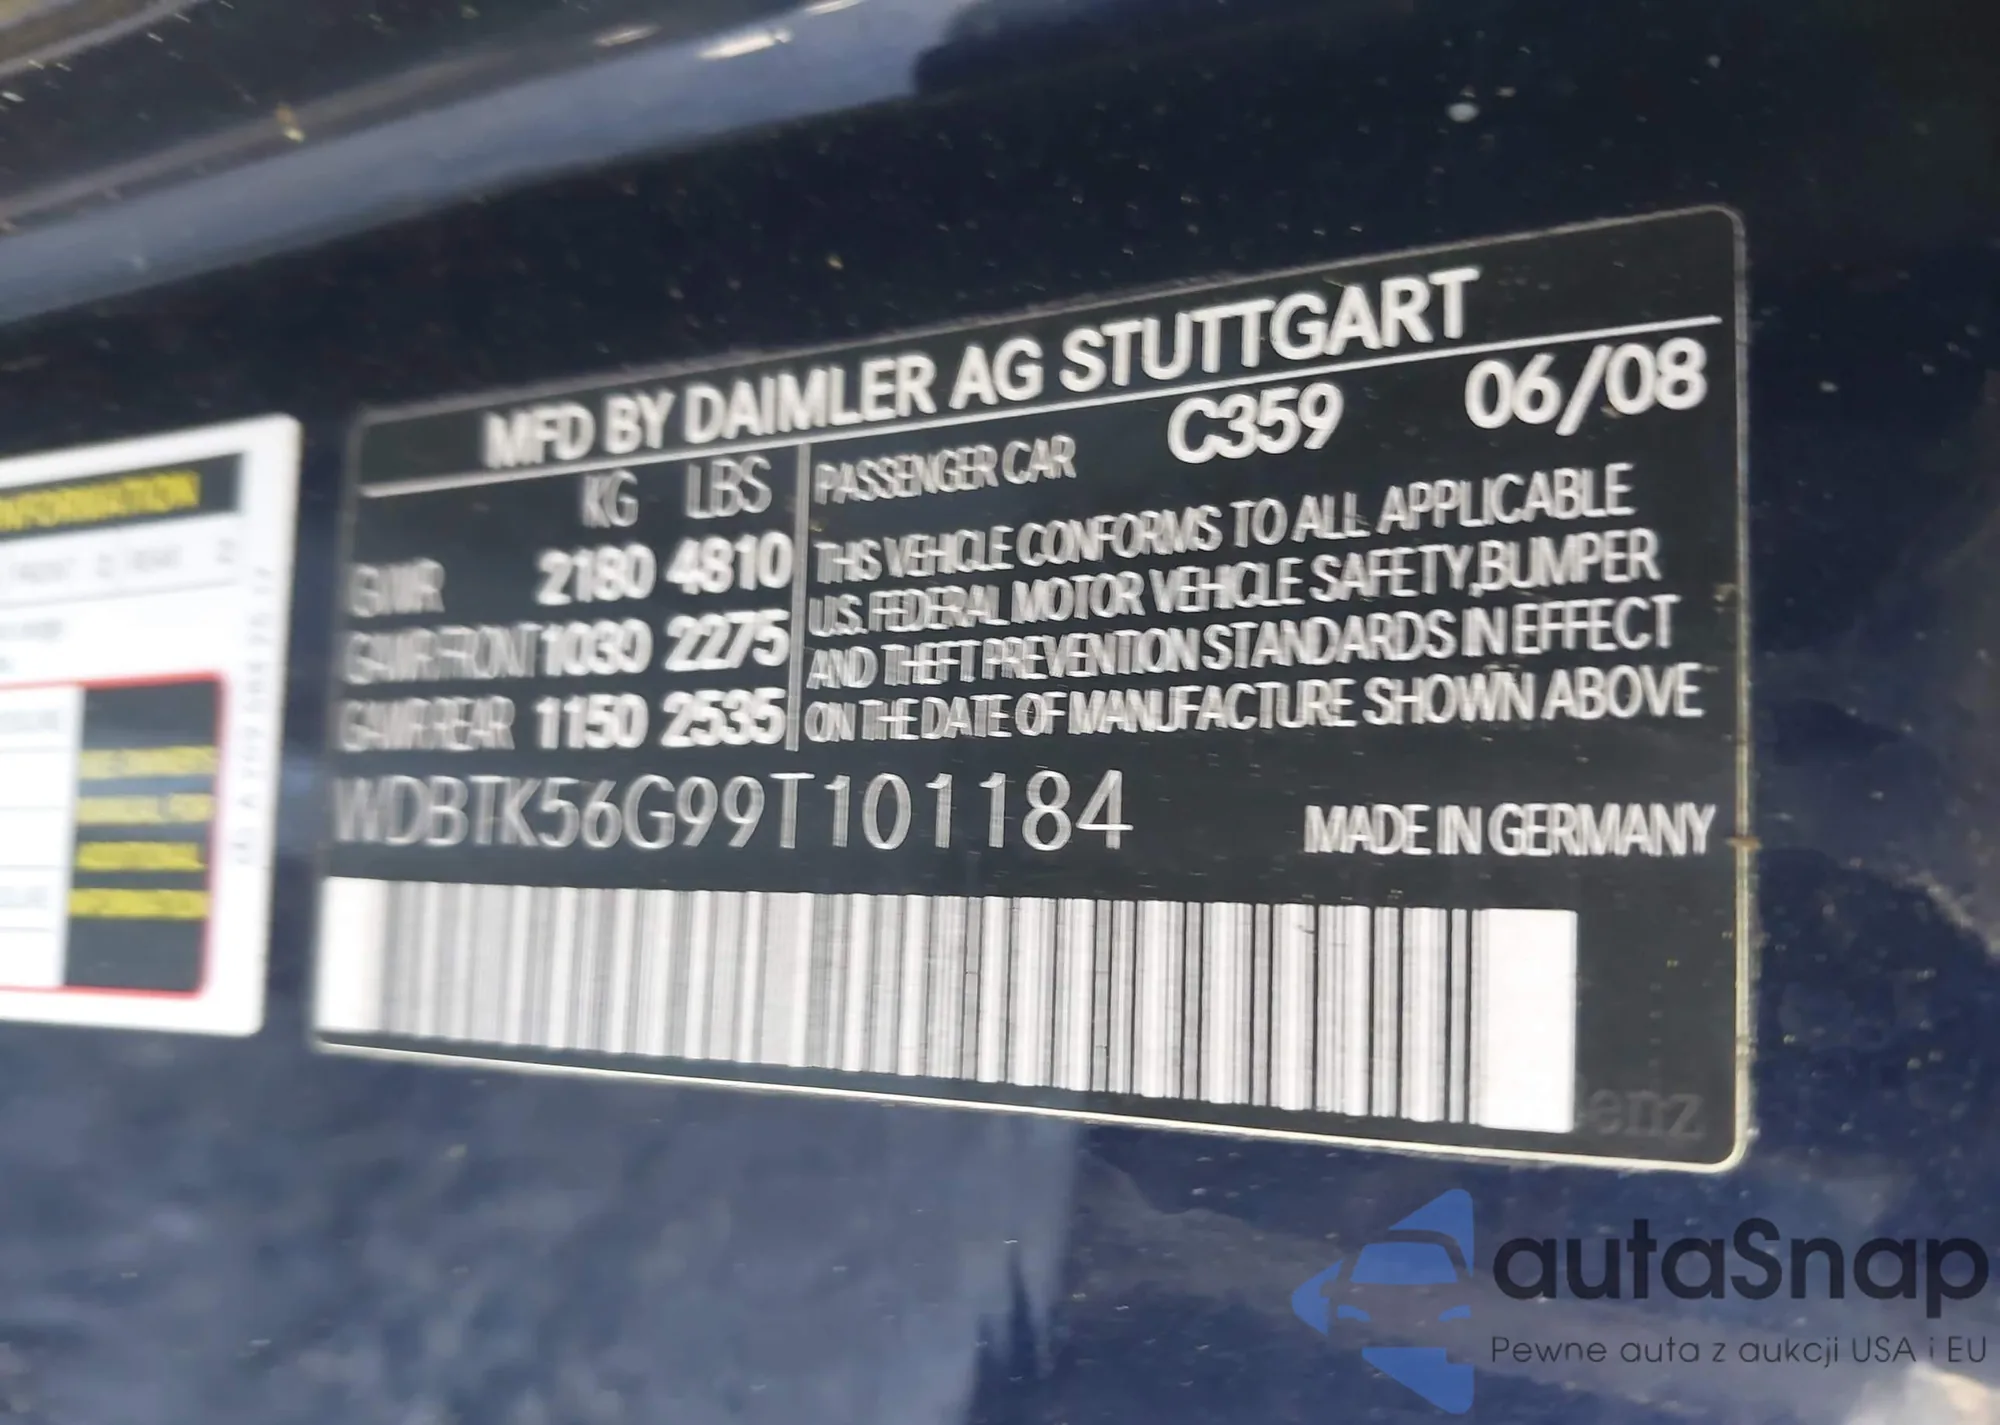 MFD BY DAIMLER AG STUTTGART
KG LBS
GVWR 2180 4810
GAWR FRONT 1030 2275
GAWR REAR 1150 2535
PASSENGER CAR C359 06/08
THIS VEHICLE CONFORMS TO ALL APPLICABLE
U.S. FEDERAL MOTOR VEHICLE SAFETY, BUMPER
AND THEFT PREVENTION STANDARDS IN EFFECT
ON THE DATE OF MANUFACTURE SHOWN ABOVE
WDBTK56G99T101184 MADE IN GERMANY
enz
INFORMATION
autaSnap
Pewne auta z aukcji USA i EU